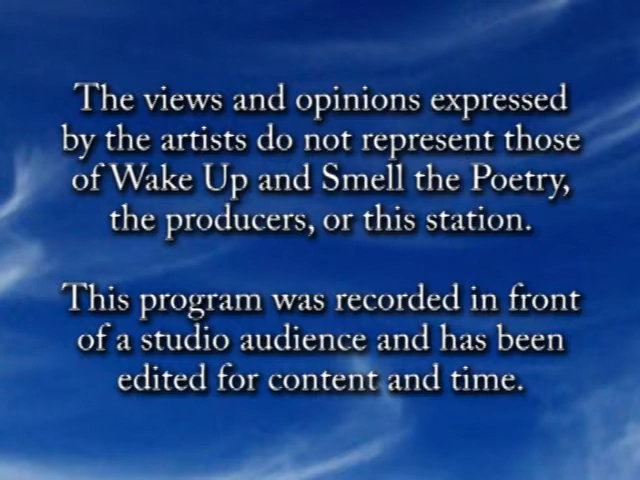 The views and opinions expressed
by the artists do not represent those
of Wake Up and Smell the Poetry,
the producers, or this station.
This program was recorded in front
of a studio audience and has been
edited for content and time.